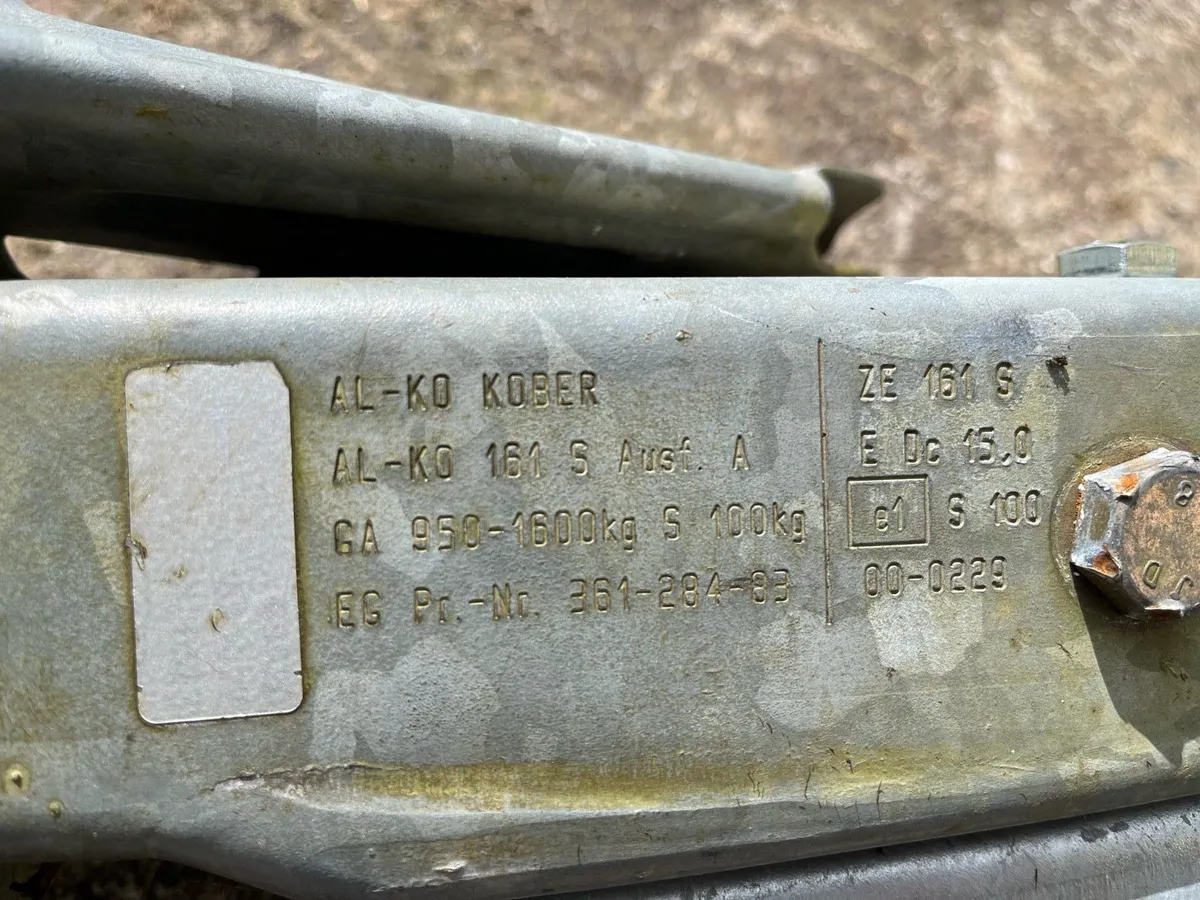 AL-KO KOBER
AL-KO 161 S Ausf. A
GA 950-1600kg S 100kg
EG Pr.-Nr. 361-284-83
ZE 161 S
E Dc 15.0
e1 S 100
00-0229
8